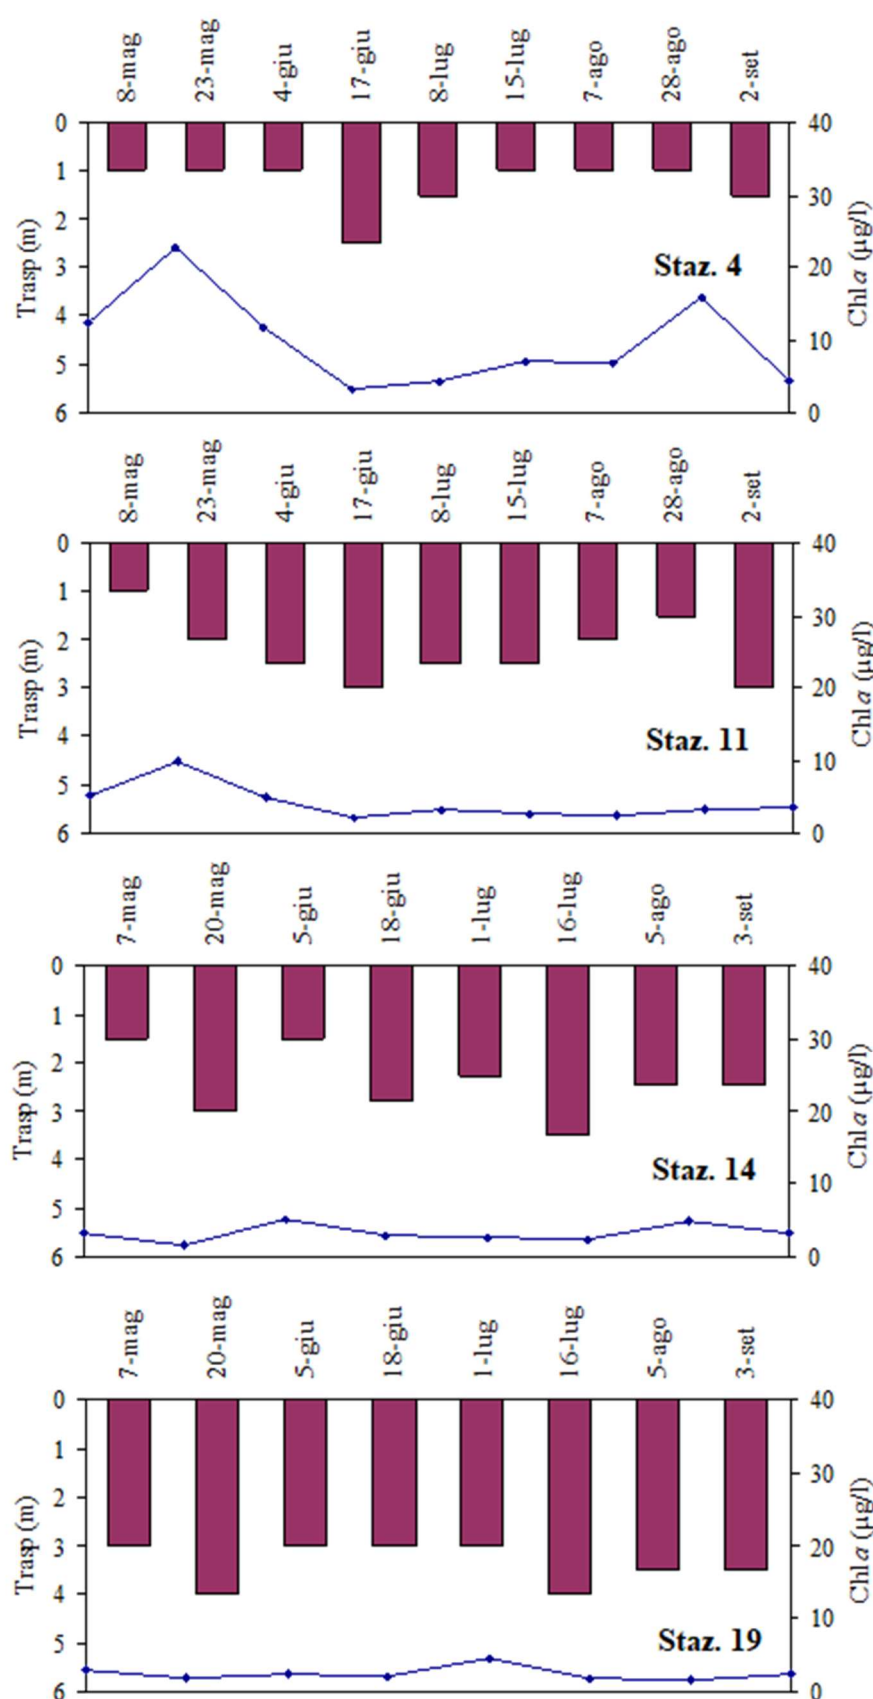 8-mag 23-mag 4-giu 17-giu 8-lug 15-lug 7-ago 28-ago 2-set
0 40
1
30
2
Trasp (m)
Staz. 4
Chl a (µg/l)
3 20
4
10
5
6 0
8-mag 23-mag 4-giu 17-giu 8-lug 15-lug 7-ago 28-ago 2-set
0 40
1
30
2
Trasp (m)
Chl a (µg/l)
3 20
Staz. 11
4
10
5
6 0
7-mag 20-mag 5-giu 18-giu 1-lug 16-lug 5-ago 3-set
0 40
1
30
2
Trasp (m)
Chl a (µg/l)
3 20
4
Staz. 14
10
5
6 0
7-mag 20-mag 5-giu 18-giu 1-lug 16-lug 5-ago 3-set
0 40
1
30
2
Trasp (m)
Chl a (µg/l)
3 20
4
10
5
Staz. 19
6 0